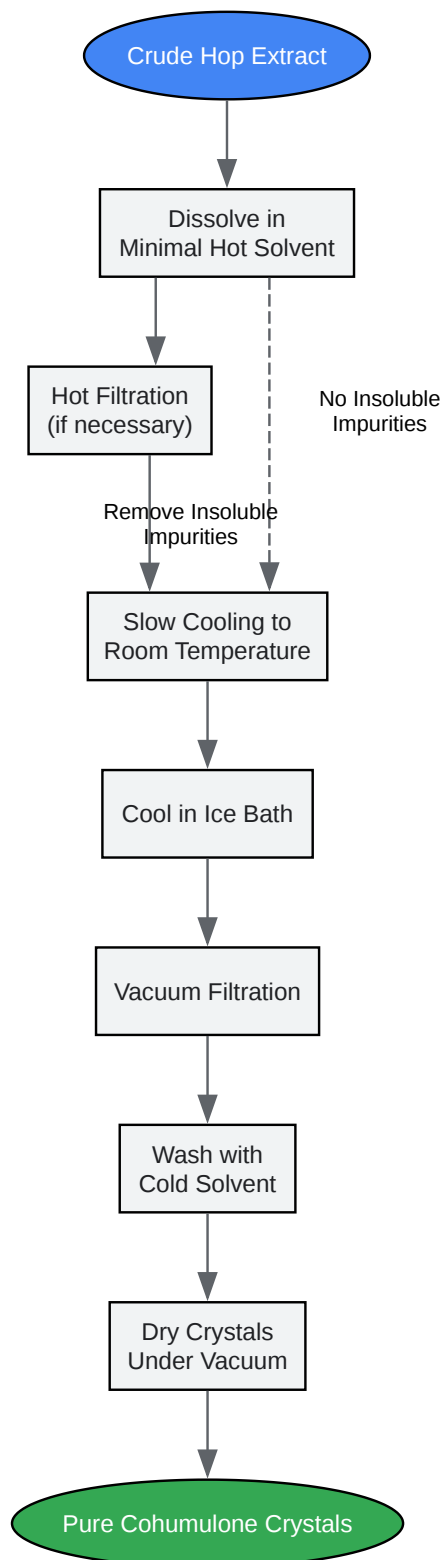 Crude Hop Extract
Dissolve in
Minimal Hot Solvent
Hot Filtration
(if necessary)
No Insoluble
Impurities
Remove Insoluble
Impurities
Slow Cooling to
Room Temperature
Cool in Ice Bath
Vacuum Filtration
Wash with
Cold Solvent
Dry Crystals
Under Vacuum
Pure Cohumulone Crystals